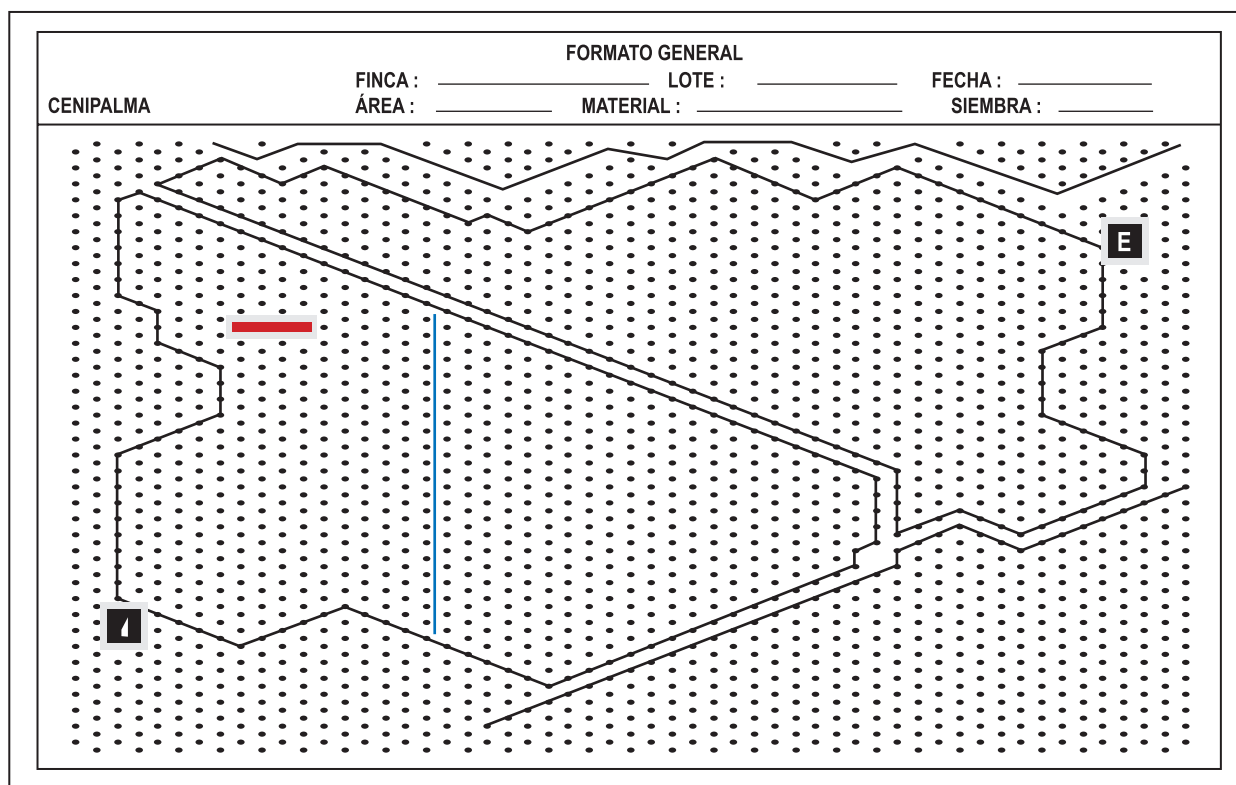 FORMATO GENERAL
FINCA : LOTE : FECHA :
CENIPALMA ÁREA : MATERIAL : SIEMBRA :
E